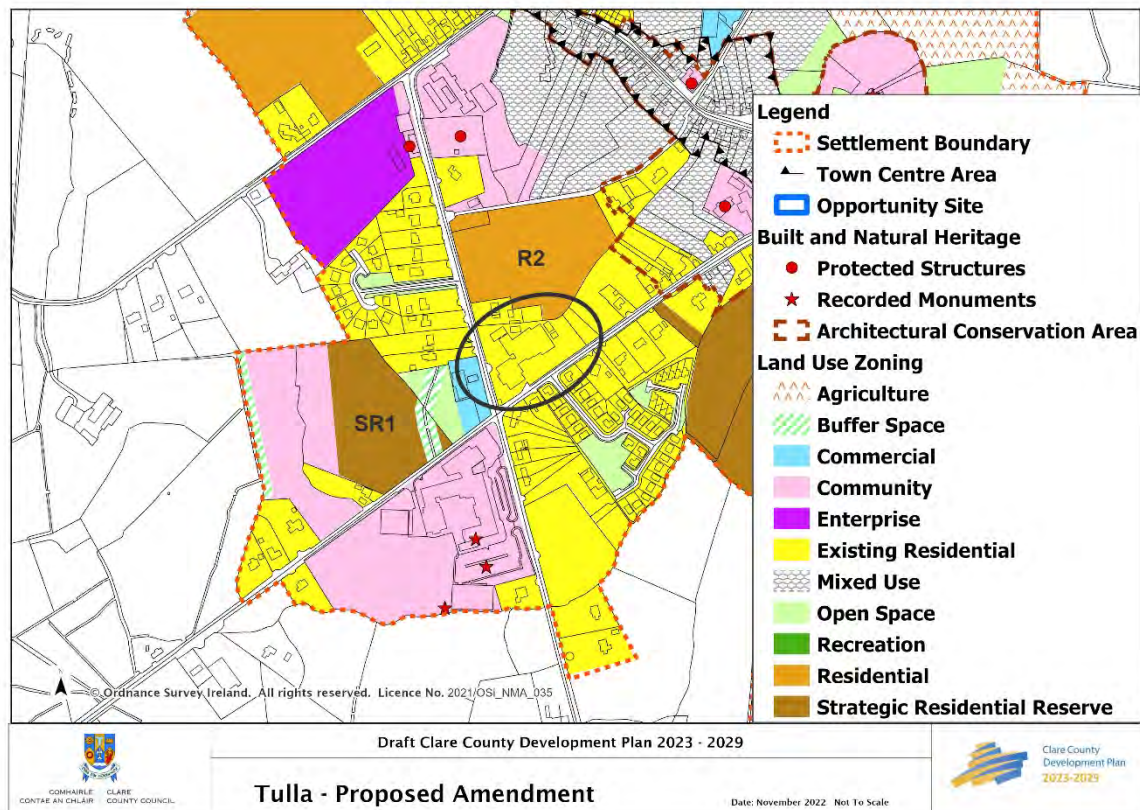 R2
SR1
© Ordnance Survey Ireland. All rights reserved. Licence No. 2021/OSi_NMA_035
Legend
Settlement Boundary
Town Centre Area
Opportunity Site
Built and Natural Heritage
Protected Structures
Recorded Monuments
Architectural Conservation Area
Land Use Zoning
Agriculture
Buffer Space
Commercial
Community
Enterprise
Existing Residential
Mixed Use
Open Space
Recreation
Residential
Strategic Residential Reserve
COMHAIRLE CONTAE AN CHLÁIR
CLARE COUNTY COUNCIL
Draft Clare County Development Plan 2023 - 2029
Tulla - Proposed Amendment
Date: November 2022 Not To Scale
Clare County
Development Plan
2023-2029